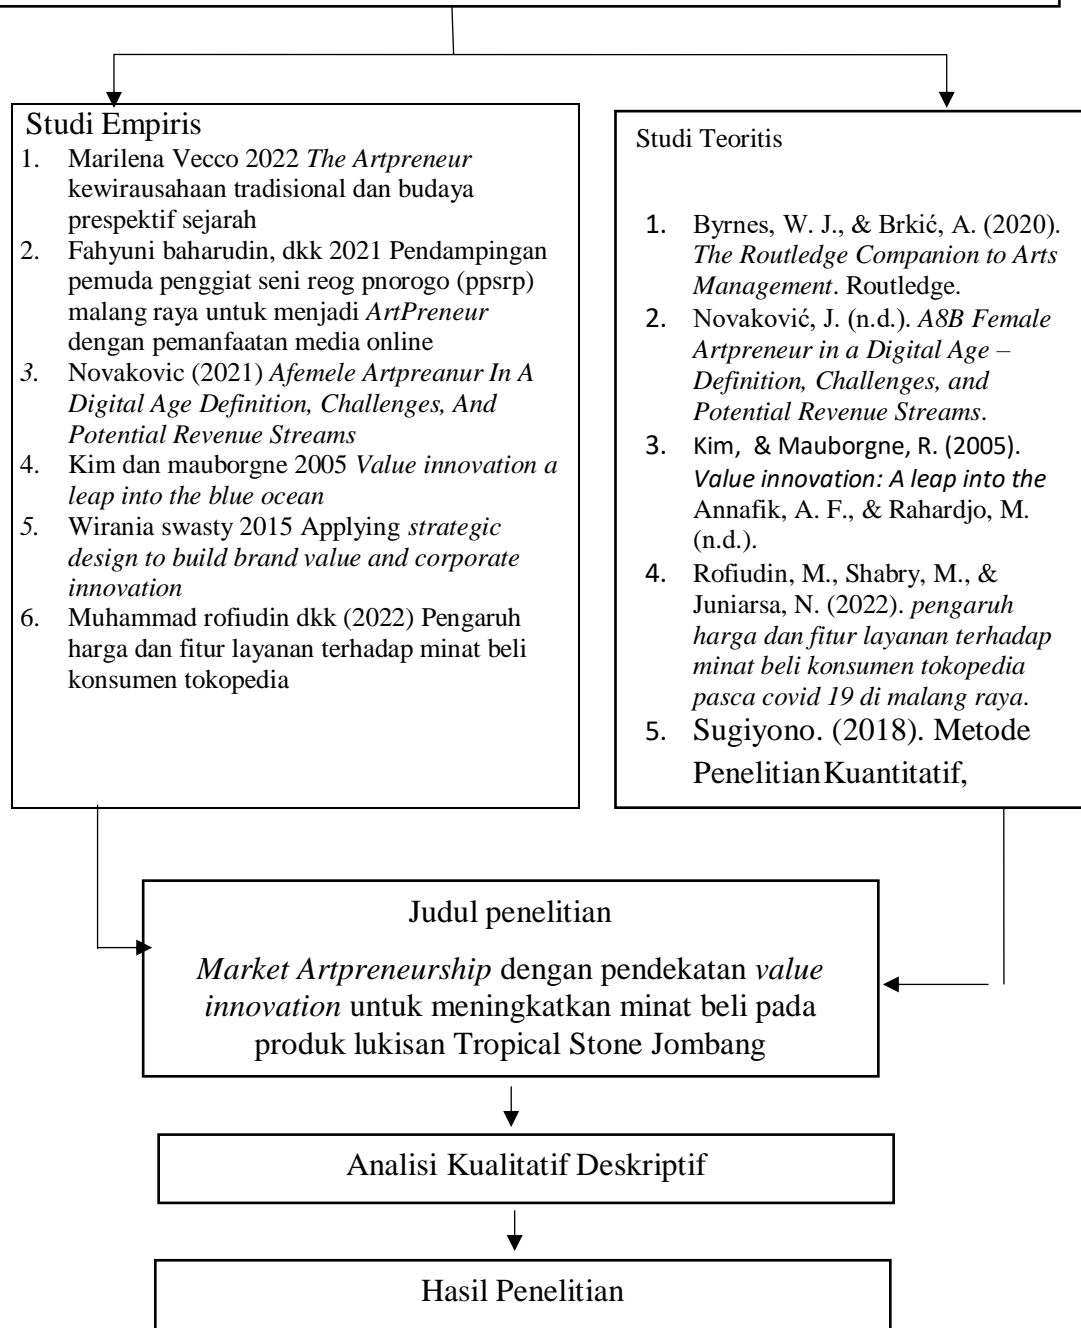 Studi Empiris
1. Marilena Vecco 2022 The Artpreneur
kewirausahaan tradisional dan budaya
prespektif sejarah
2. Fahyuni baharudin, dkk 2021 Pendampingan
pemuda penggiat seni reog pnorogo (ppsrp)
malang raya untuk menjadi ArtPreneur
dengan pemanfaatan media online
3. Novakovic (2021) Afemele Artpreanur In A
Digital Age Definition, Challenges, And
Potential Revenue Streams
4. Kim dan mauborgne 2005 Value innovation a
leap into the blue ocean
5. Wirania swasty 2015 Applying strategic
design to build brand value and corporate
innovation
6. Muhammad rofiudin dkk (2022) Pengaruh
harga dan fitur layanan terhadap minat beli
konsumen tokopedia
Studi Teoritis
1. Byrnes, W. J., & Brkić, A. (2020).
The Routledge Companion to Arts
Management. Routledge.
2. Novaković, J. (n.d.). A8B Female
Artpreneur in a Digital Age –
Definition, Challenges, and
Potential Revenue Streams.
3. Kim, & Mauborgne, R. (2005).
Value innovation: A leap into the
Annafik, A. F., & Rahardjo, M.
(n.d.).
4. Rofiudin, M., Shabry, M., &
Juniarsa, N. (2022). pengaruh
harga dan fitur layanan terhadap
minat beli konsumen tokopedia
pasca covid 19 di malang raya.
5. Sugiyono. (2018). Metode
Penelitian Kuantitatif,
Judul penelitian
Market Artpreneurship dengan pendekatan value
innovation untuk meningkatkan minat beli pada
produk lukisan Tropical Stone Jombang
Analisi Kualitatif Deskriptif
Hasil Penelitian